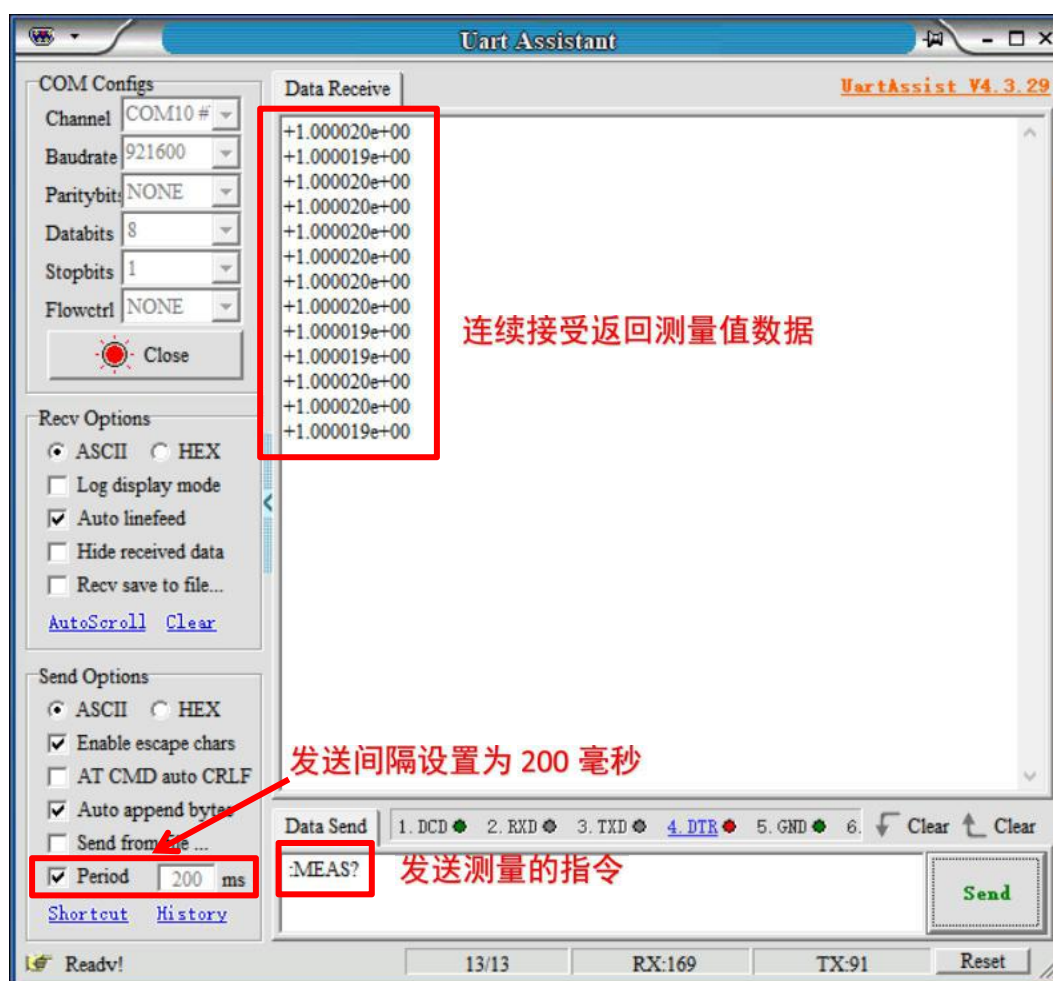 Uart Assistant
COM Configs
Channel COM10 #
Baudrate 921600
Paritybits NONE
Databits 8
Stopbits 1
Flowctrl NONE
Close
Recv Options
ASCII HEX
Log display mode
Auto linefeed
Hide received data
Recv save to file...
AutoScroll Clear
Send Options
ASCII HEX
Enable escape chars
AT CMD auto CRLF
Auto append bytes
Send from file ...
Period 200 ms
Shortcut History
Data Receive
UartAssist V4.3.29
+1.000020e+00
+1.000019e+00
+1.000020e+00
+1.000020e+00
+1.000020e+00
+1.000020e+00
+1.000020e+00
+1.000020e+00
+1.000019e+00
+1.000019e+00
+1.000020e+00
+1.000020e+00
+1.000019e+00
连续接受返回测量值数据
发送间隔设置为 200 毫秒
Data Send 1. DCD 2. RXD 3. TXD 4. DTR 5. GND 6. Clear Clear
:MEAS?
发送测量的指令
Send
Ready! 13/13 RX:169 TX:91 Reset